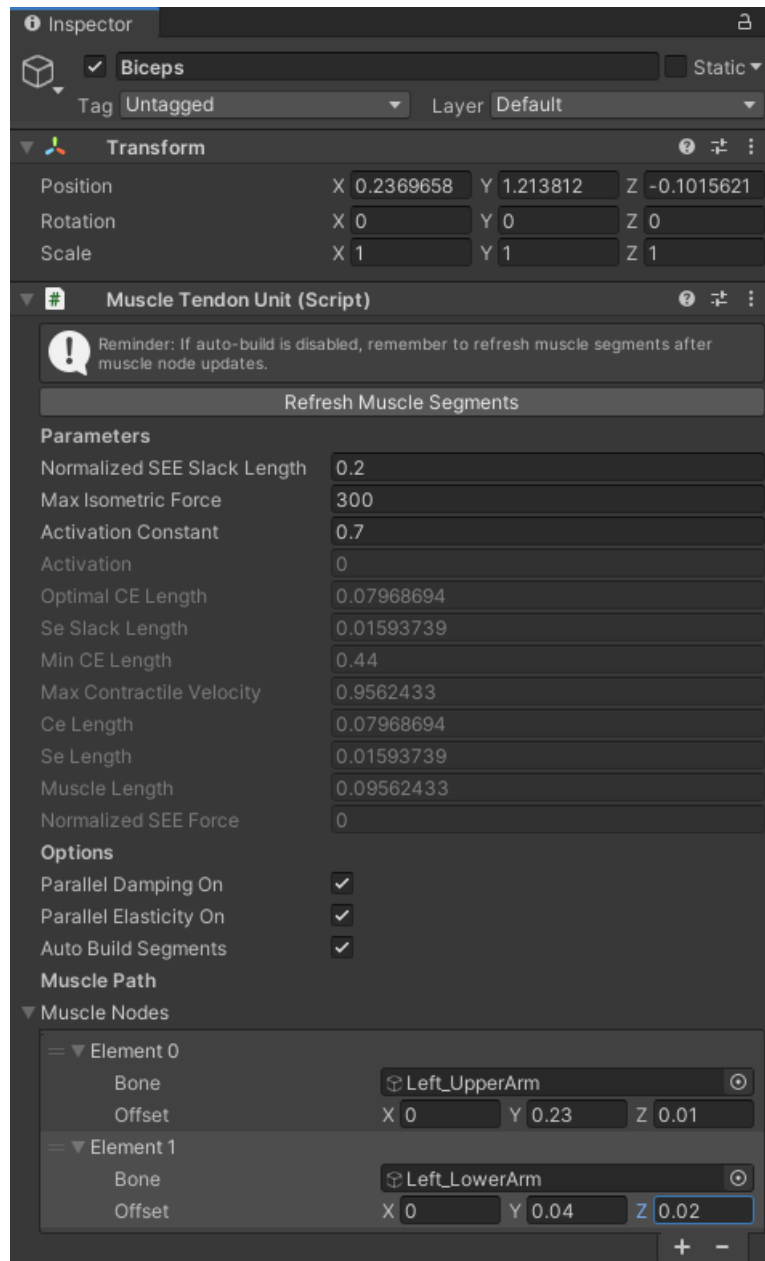 Inspector
Biceps Static
Tag Untagged Layer Default
Transform
Position X 0.2369658 Y 1.213812 Z -0.1015621
Rotation X 0 Y 0 Z 0
Scale X 1 Y 1 Z 1
# Muscle Tendon Unit (Script)
Reminder: If auto-build is disabled, remember to refresh muscle segments after
muscle node updates.
Refresh Muscle Segments
Parameters
Normalized SEE Slack Length 0.2
Max Isometric Force 300
Activation Constant 0.7
Activation 0
Optimal CE Length 0.07968694
Se Slack Length 0.01593739
Min CE Length 0.44
Max Contractile Velocity 0.9562433
Ce Length 0.07968694
Se Length 0.01593739
Muscle Length 0.09562433
Normalized SEE Force 0
Options
Parallel Damping On
Parallel Elasticity On
Auto Build Segments
Muscle Path
Muscle Nodes
Element 0
Bone Left_UpperArm
Offset X 0 Y 0.23 Z 0.01
Element 1
Bone Left_LowerArm
Offset X 0 Y 0.04 Z 0.02
+ -